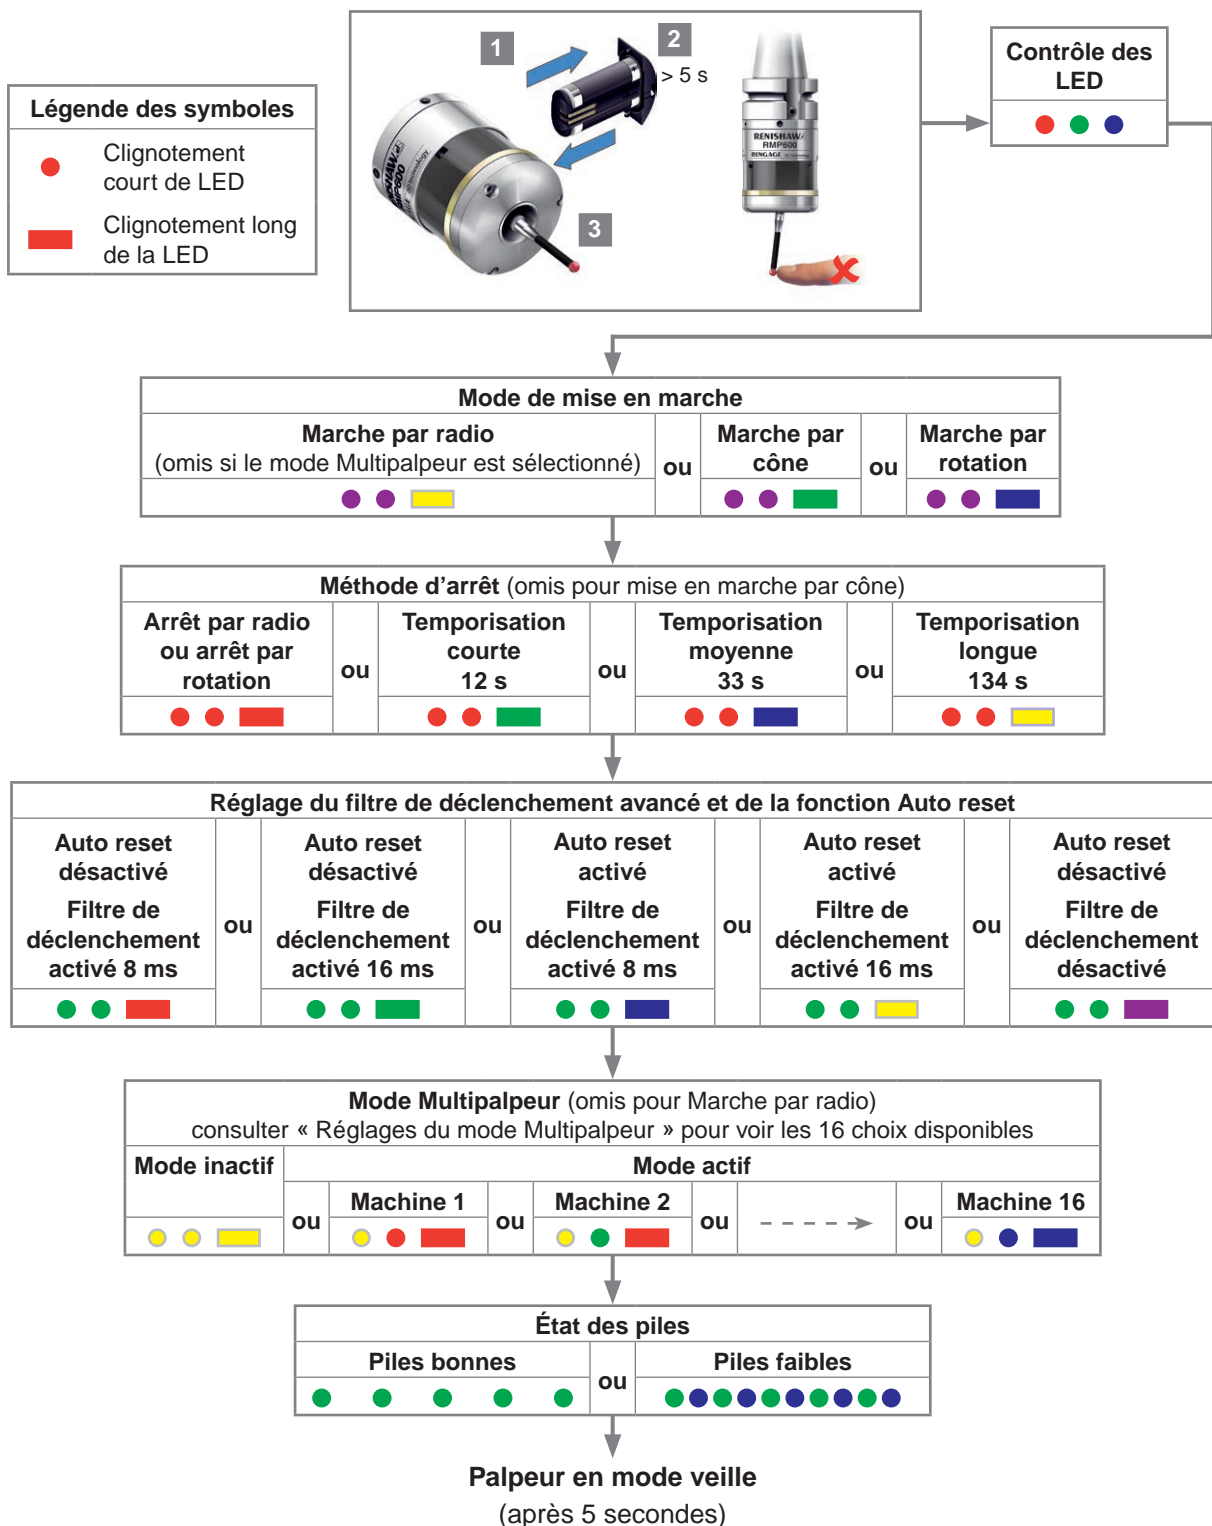 Légende des symboles
Clignotement
court de LED
Clignotement long
de la LED
1
2
> 5 s
3
RENISHAW
RMP600
RENISHAW
RMP600
RENGAGE
Contrôle des
LED
Mode de mise en marche
Marche par radio
(omis si le mode Multipalpeur est sélectionné)
ou
Marche par
cône
ou
Marche par
rotation
Méthode d'arrêt (omis pour mise en marche par cône)
Arrêt par radio
ou arrêt par
rotation
ou
Temporisation
courte
12 s
ou
Temporisation
moyenne
33 s
ou
Temporisation
longue
134 s
Réglage du filtre de déclenchement avancé et de la fonction Auto reset
Auto reset
désactivé
Filtre de
déclenchement
activé 8 ms
ou
Auto reset
désactivé
Filtre de
déclenchement
activé 16 ms
ou
Auto reset
activé
Filtre de
déclenchement
activé 8 ms
ou
Auto reset
activé
Filtre de
déclenchement
activé 16 ms
ou
Auto reset
désactivé
Filtre de
déclenchement
désactivé
Mode Multipalpeur (omis pour Marche par radio)
consulter « Réglages du mode Multipalpeur » pour voir les 16 choix disponibles
Mode inactif
Mode actif
ou
Machine 1
ou
Machine 2
ou
ou
Machine 16
État des piles
Piles bonnes
ou
Piles faibles
Palpeur en mode veille
(après 5 secondes)